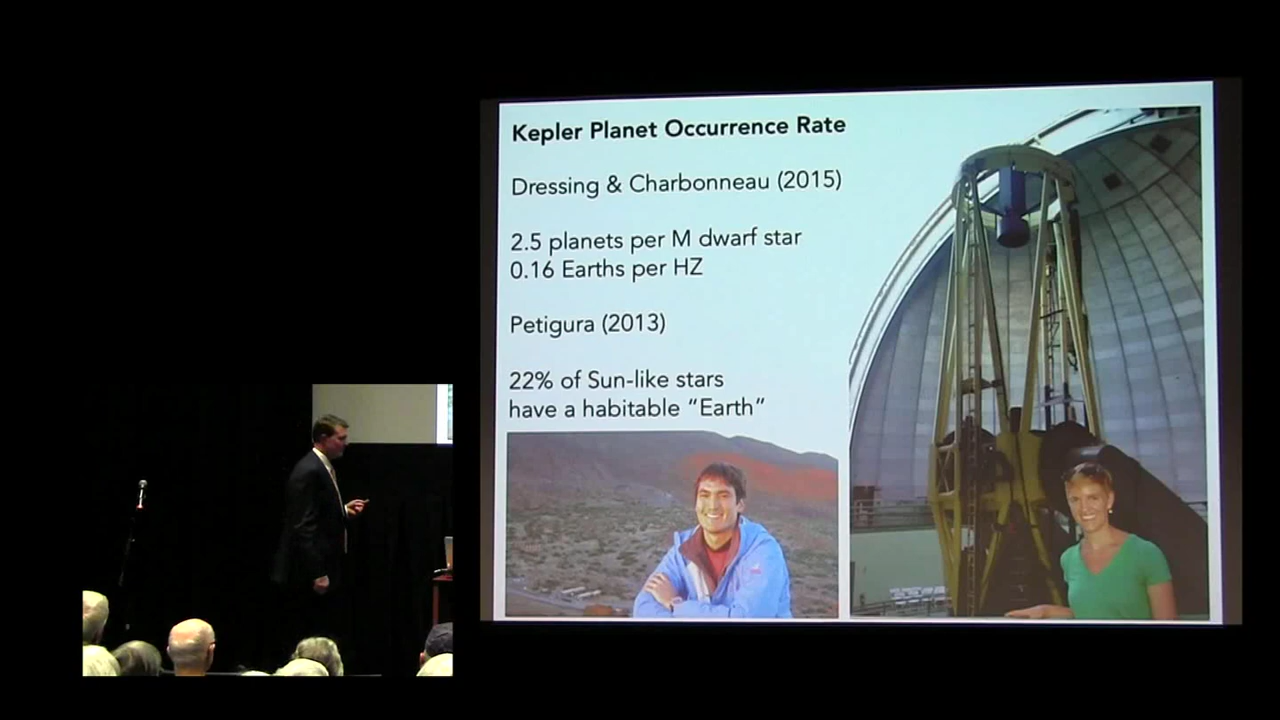 Kepler Planet Occurrence Rate
Dressing & Charbonneau (2015)
2.5 planets per M dwarf star
0.16 Earths per HZ
Petigura (2013)
22% of Sun-like stars
have a habitable “Earth”